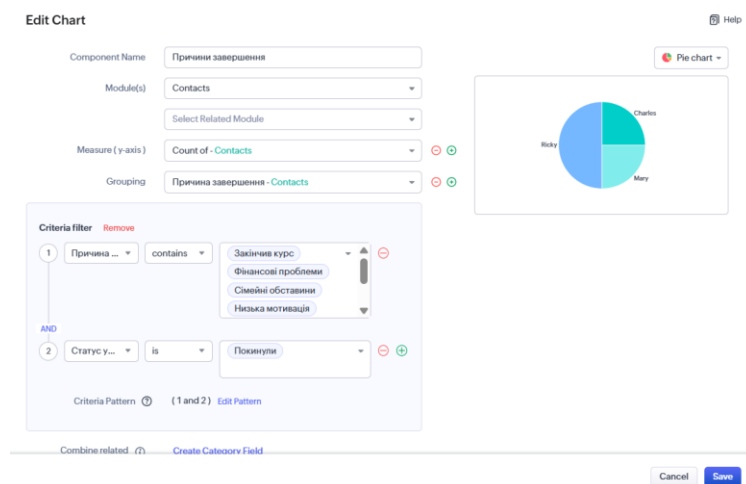 Edit Chart
Help
Component Name
Причини завершення
Pie chart
Module(s)
Contacts
Select Related Module
Measure ( y-axis )
Count of - Contacts
Grouping
Причина завершення - Contacts
Charles
Ricky
Mary
Criteria filter Remove
1 Причина ... contains Закінчив курс
Фінансові проблеми
Сімейні обставини
Низька мотивація
AND
2 Статус у... is Покинули
Criteria Pattern ( 1 and 2 ) Edit Pattern
Combine related Create Category Field
Cancel Save